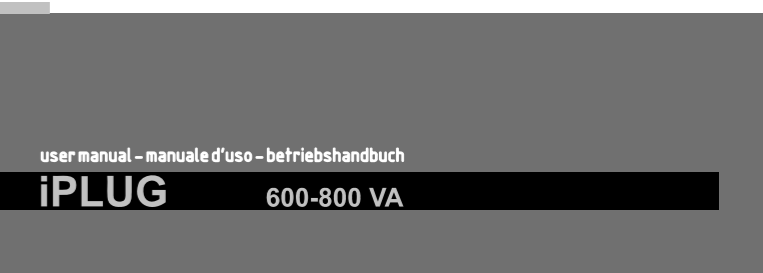 user manual – manuale d'uso – betriebshandbuch
iPLUG 600-800 VA